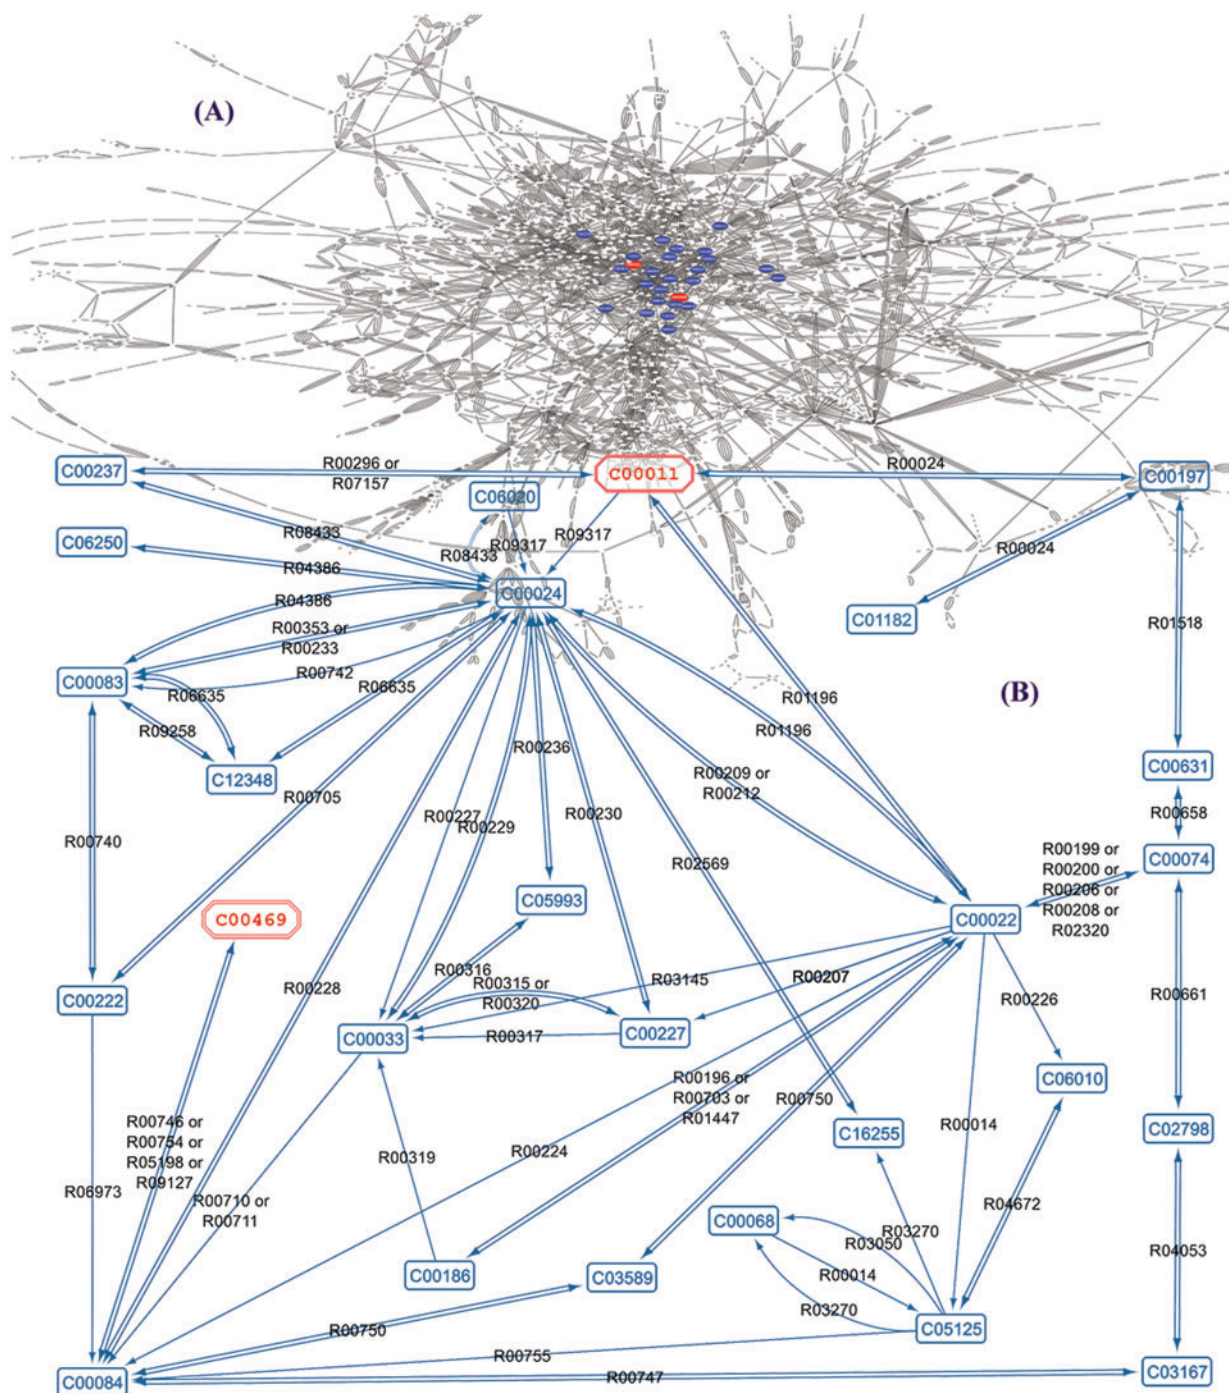 (A)
R00296 or
R07157
C00237
C00011
R00024
C00197
C06020
C06250
R08433
R08433
R09317
R09317
R00024
R04386
C00024
C01182
R04386
R00353 or
R00233
R01518
C00083
R00742
R06635
R06635
R01196
(B)
R09258
R01196
R00236
C12348
R00209 or
R00212
C00631
R00705
R00227
R00229
R00230
R00658
R00740
R02569
R00199 or
R00200 or
R00206 or
R00208 or
R02320
C00074
C05993
C00469
C00022
R00316
R00315 or
R00320
R03145
R00207
C00222
R00228
R00226
R00661
C00033
R00317
C00227
R00196 or
R00703 or
R01447
R00750
C06010
R00746 or
R00754 or
R05198 or
R09127
R00014
C16255
C02798
R00319
R00224
R06973
R00710 or
R00711
R04672
C00068
R03270
R03050
R04053
C00186
C03589
R00014
R03270
C05125
R00750
R00755
C00084
R00747
C03167